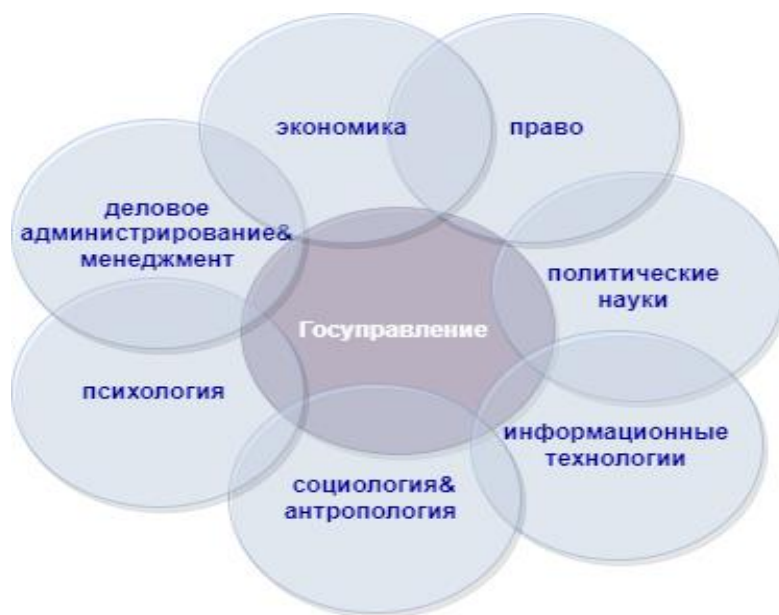 экономика
право
деловое
администрирование&
менеджмент
политические
науки
Госуправление
психология
информационные
технологии
социология&
антропология